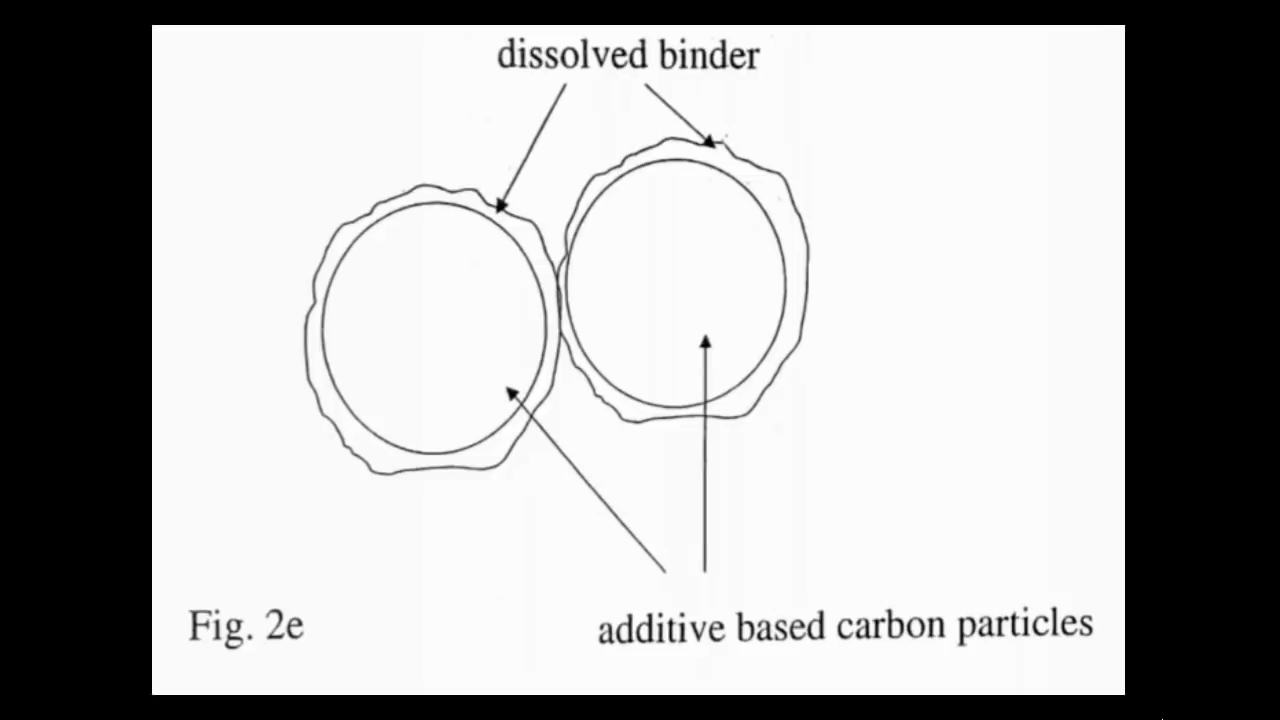 dissolved binder
Fig. 2e
additive based carbon particles